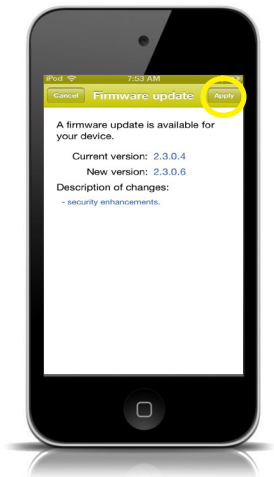 iPod 7:53 AM
Cancel Firmware update Apply
A firmware update is available for
your device.
Current version: 2.3.0.4
New version: 2.3.0.6
Description of changes:
- security enhancements.